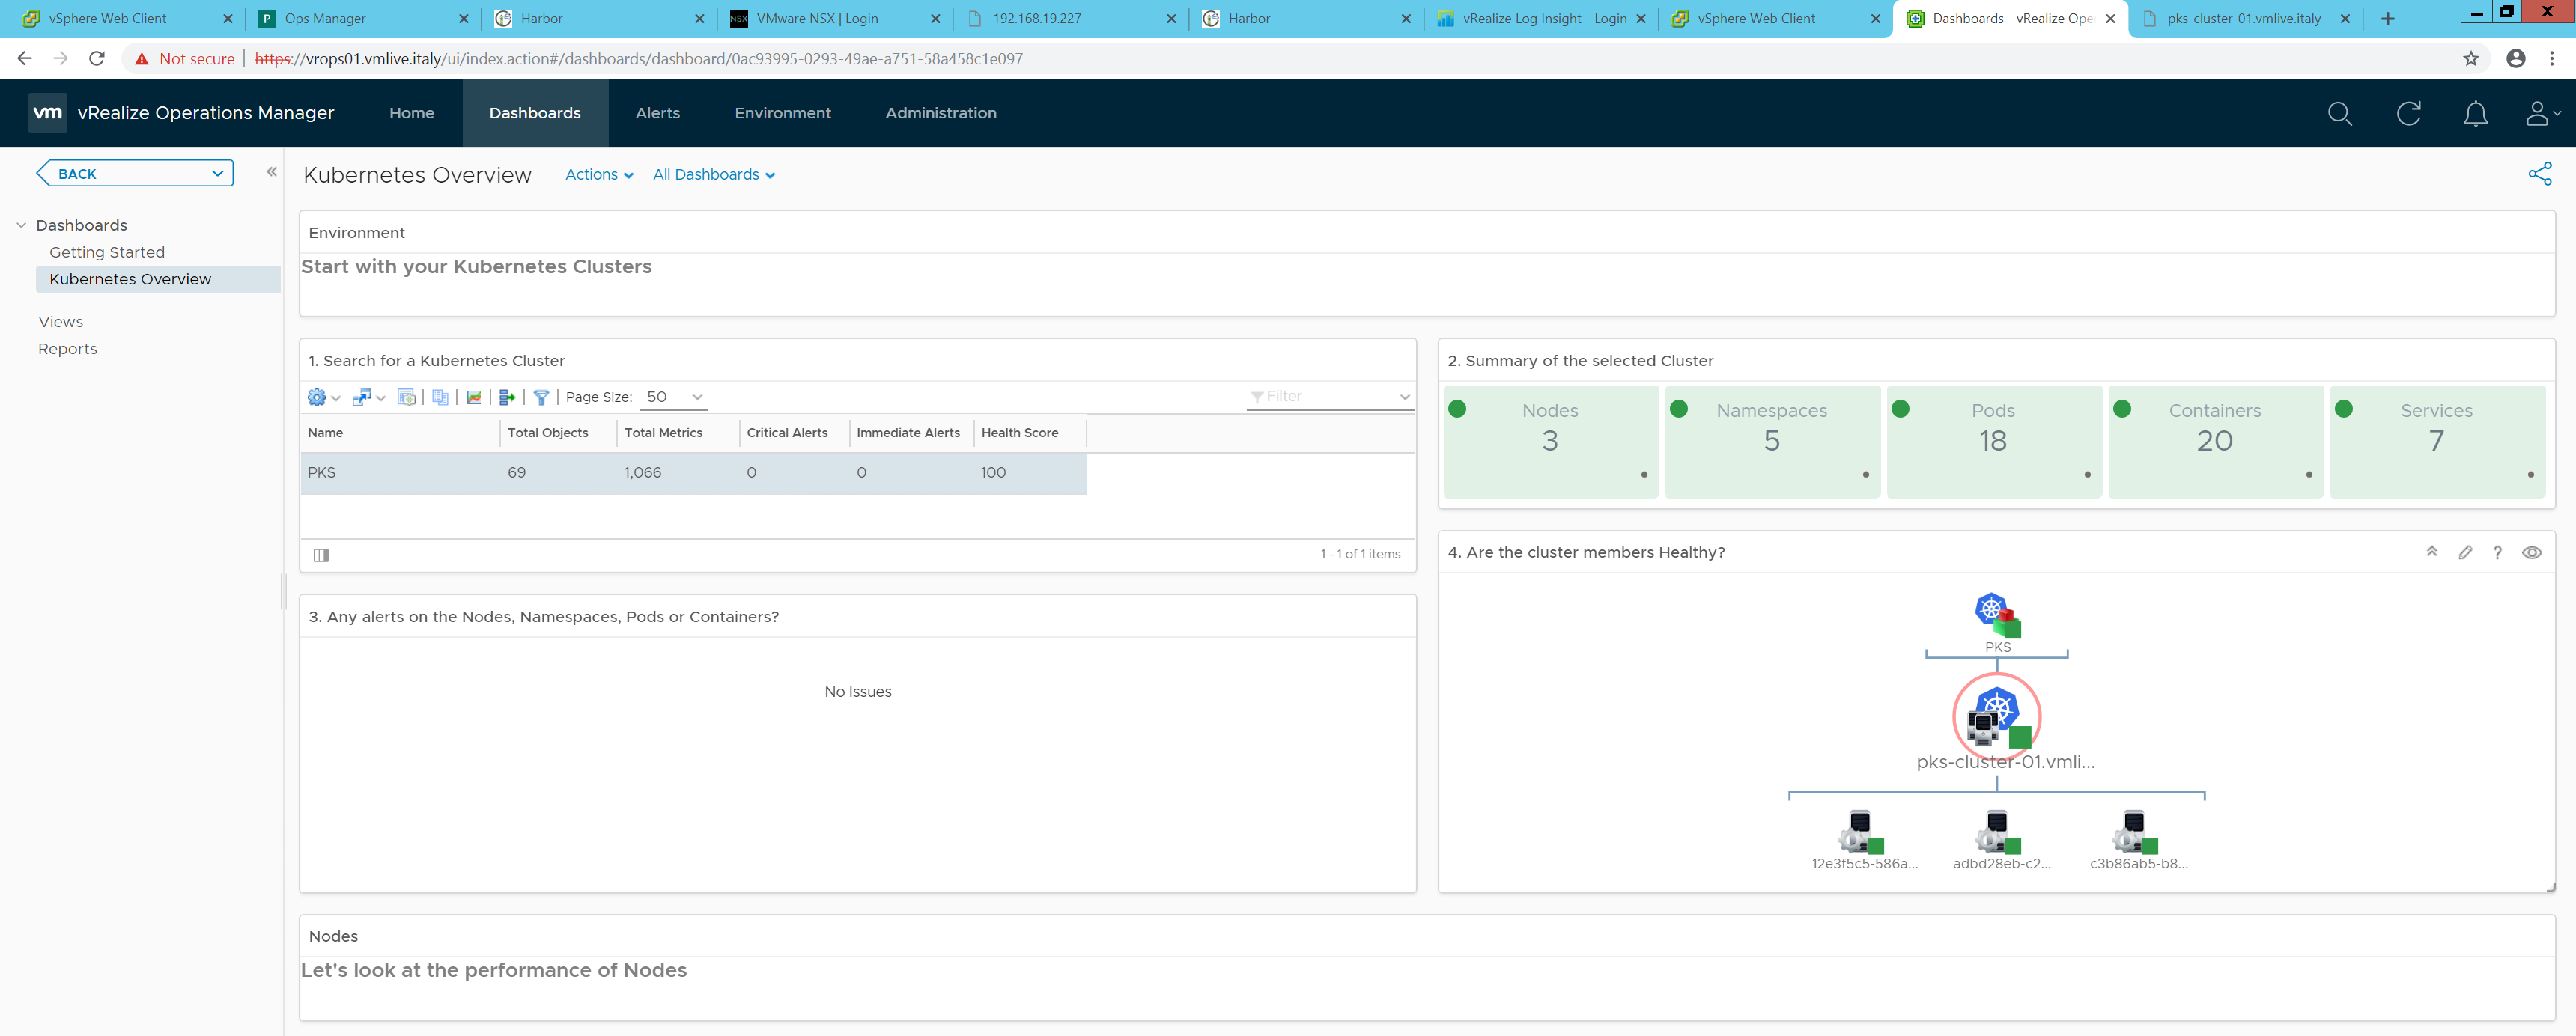 vSphere Web Client
Ops Manager
Harbor
VMware NSX | Login
192.168.19.227
Harbor
vRealize Log Insight - Login
vSphere Web Client
Dashboards - vRealize Ope
pks-cluster-01.vmlive.italy
Not secure | https://vrops01.vmlive.italy/ui/index.action#/dashboards/dashboard/0ac93995-0293-49ae-a751-58a458c1e097
vm vRealize Operations Manager Home Dashboards Alerts Environment Administration
BACK
Dashboards
Getting Started
Kubernetes Overview
Views
Reports
Kubernetes Overview Actions All Dashboards
Environment
Start with your Kubernetes Clusters
1. Search for a Kubernetes Cluster
Page Size: 50 Filter
Name Total Objects Total Metrics Critical Alerts Immediate Alerts Health Score
PKS 69 1,066 0 0 100
1 - 1 of 1 items
2. Summary of the selected Cluster
Nodes Namespaces Pods Containers Services
3 5 18 20 7
3. Any alerts on the Nodes, Namespaces, Pods or Containers?
No Issues
4. Are the cluster members Healthy?
PKS
pks-cluster-01.vmli...
12e3f5c5-586a... adbd28eb-c2... c3b86ab5-b8...
Nodes
Let's look at the performance of Nodes